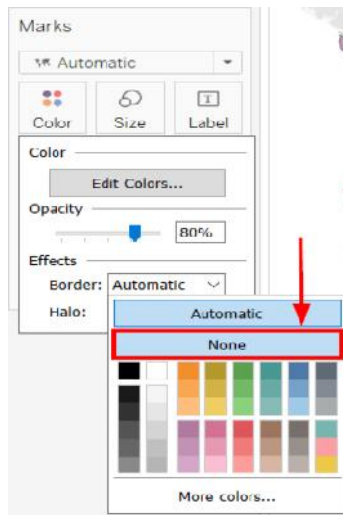 Marks
Automatic
Color Size Label
Color
Edit Colors...
Opacity
80%
Effects
Border: Automatic
Halo:
Automatic
None
More colors...